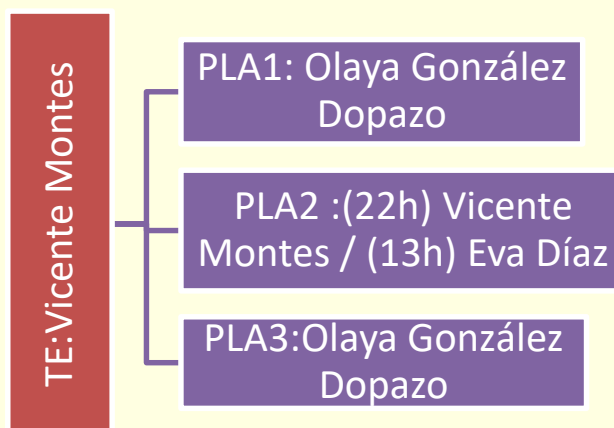 TE:Vicente Montes
PLA1: Olaya González
Dopazo
PLA2 :(22h) Vicente
Montes / (13h) Eva Díaz
PLA3:Olaya González
Dopazo